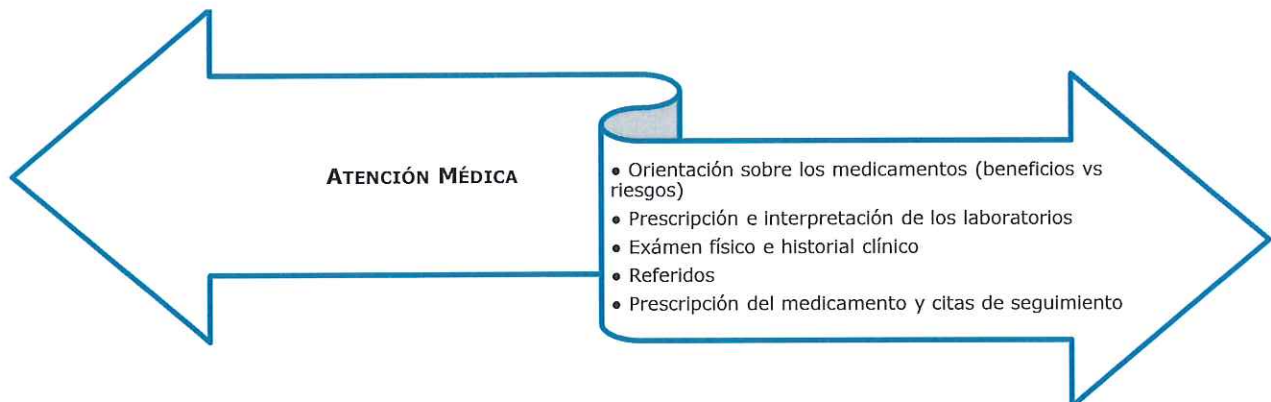 ATENCIÓN MÉDICA
• Orientación sobre los medicamentos (beneficios vs
riesgos)
• Prescripción e interpretación de los laboratorios
• Exámen físico e historial clínico
• Referidos
• Prescripción del medicamento y citas de seguimiento